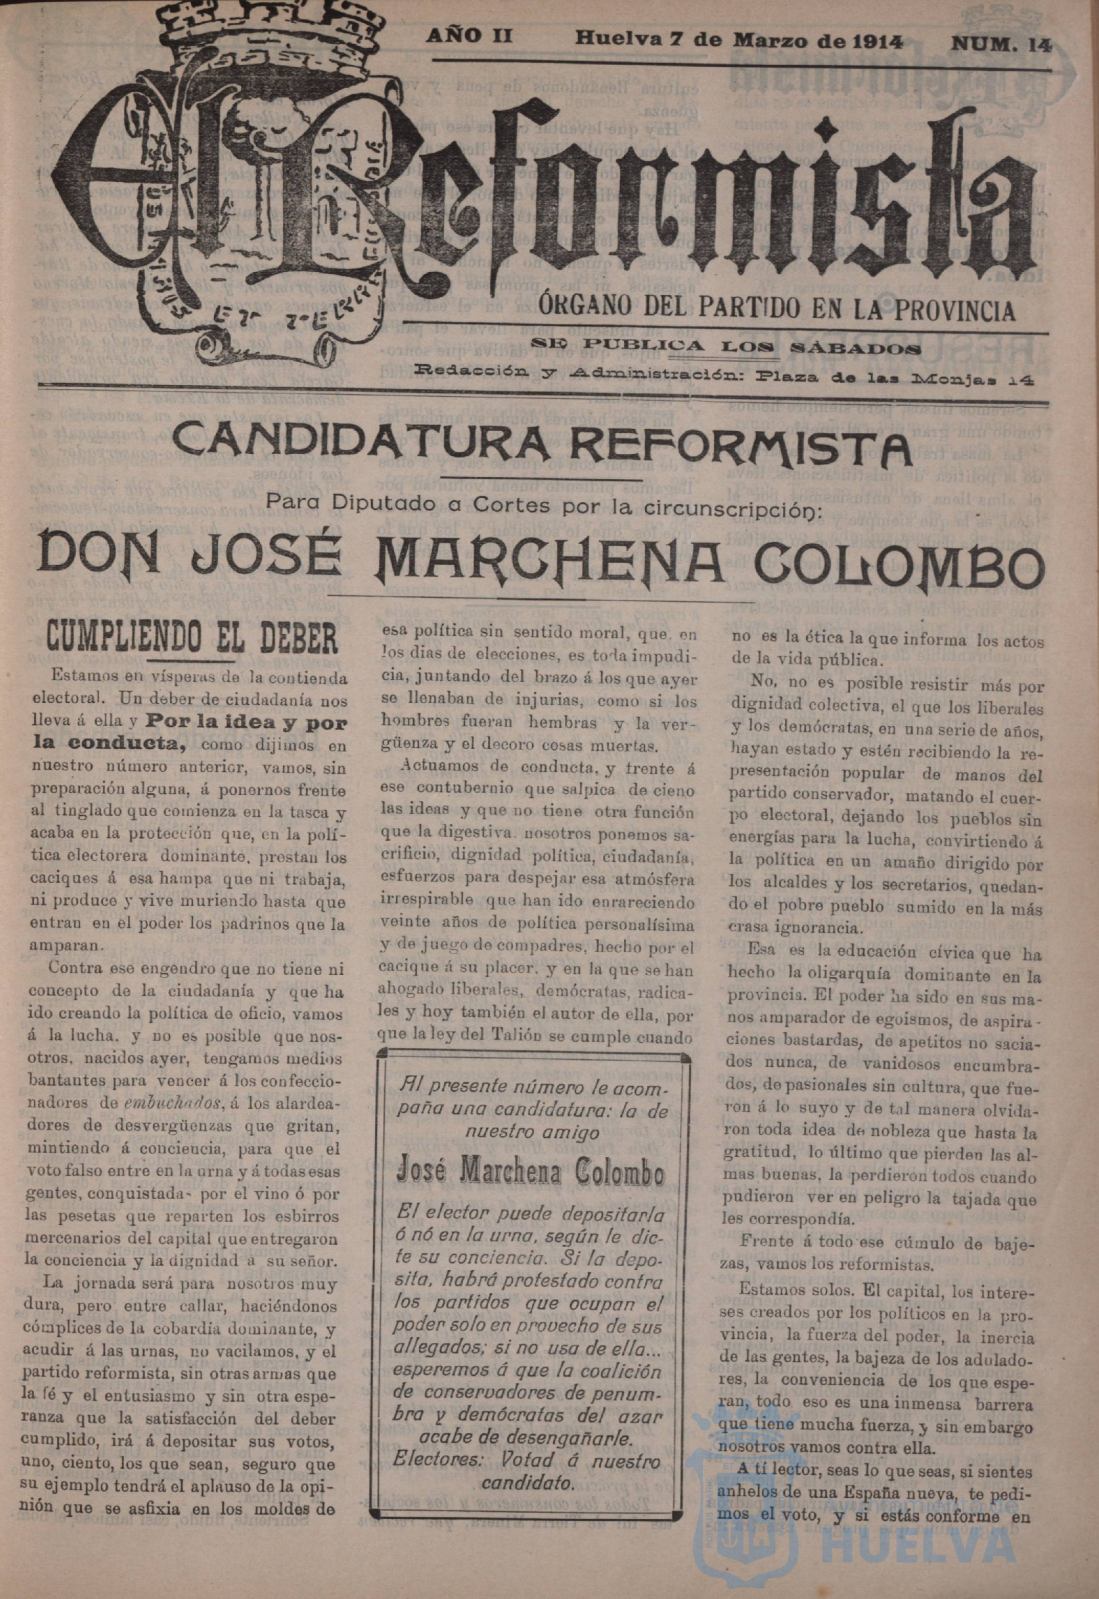 AÑO II Huelva 7 de Marzo de 1914 NUM. 14
El Reformista
ÓRGANO DEL PARTIDO EN LA PROVINCIA
SE PUBLICA LOS SÁBADOS
Redacción y Administración: Plaza de las Monjas 14
CANDIDATURA REFORMISTA
Para Diputado a Cortes por la circunscripción:
DON JOSÉ MARCHENA COLOMBO
CUMPLIENDO EL DEBER
Estamos en vísperas de la contienda
electoral. Un deber de ciudadanía nos
lleva á ella y Por la idea y por
la conducta, como dijimos en
nuestro número anterior, vamos, sin
preparación alguna, á ponernos frente
al tinglado que comienza en la tasca y
acaba en la protección que, en la polí-
tica electorera dominante, prestan los
caciques á esa hampa que ni trabaja,
ni produce y vive muriendo hasta que
entran en el poder los padrinos que la
amparan.
Contra ese engendro que no tiene ni
concepto de la ciudadanía y que ha
ido creando la política de oficio, vamos
á la lucha, y no es posible que nos-
otros, nacidos ayer, tengamos medios
bantantes para vencer á los confeccio-
nadores de embuchados, á los alardea-
dores de desvergüenzas que gritan,
mintiendo á conciencia, para que el
voto falso entre en la urna y á todas esas
gentes, conquistadas por el vino ó por
las pesetas que reparten los esbirros
mercenarios del capital que entregaron
la conciencia y la dignidad a su señor.
La jornada será para nosotros muy
dura, pero entre callar, haciéndonos
cómplices de la cobardia dominante, y
acudir á las urnas, no vacilamos, y el
partido reformista, sin otras armas que
la fé y el entusiasmo y sin otra espe-
ranza que la satisfacción del deber
cumplido, irá á depositar sus votos,
uno, ciento, los que sean, seguro que
su ejemplo tendrá el aplauso de la opi-
nión que se asfixia en los moldes de
esa política sin sentido moral, que, en
los dias de elecciones, es toda impudi-
cia, juntando del brazo á los que ayer
se llenaban de injurias, como si los
hombres fueran hembras y la ver-
güenza y el decoro cosas muertas.
Actuamos de conducta, y frente á
ese contubernio que salpica de cieno
las ideas y que no tiene otra función
que la digestiva, nosotros ponemos sa-
crificio, dignidad política, ciudadanía,
esfuerzos para despejar esa atmósfera
irrespirable que han ido enrareciendo
veinte años de política personalísima
y de juego de compadres, hecho por el
cacique á su placer, y en la que se han
ahogado liberales, demócratas, radica-
les y hoy también el autor de ella, por
que la ley del Talión se cumple cuando
Al presente número le acom-
paña una candidatura: la de
nuestro amigo
José Marchena Colombo
El elector puede depositarla
ó nó en la urna, según le dic-
te su conciencia. Si la depo-
sita, habrá protestado contra
los partidos que ocupan el
poder solo en provecho de sus
allegados; si no usa de ella...
esperemos á que la coalición
de conservadores de penum-
bra y demócratas del azar
acabe de desengañarle.
Electores: Votad á nuestro
candidato.
no es la ética la que informa los actos
de la vida pública.
No, no es posible resistir más por
dignidad colectiva, el que los liberales
y los demócratas, en una serie de años,
hayan estado y estén recibiendo la re-
presentación popular de manos del
partido conservador, matando el cuer-
po electoral, dejando los pueblos sin
energías para la lucha, convirtiendo á
la política en un amaño dirigido por
los alcaldes y los secretarios, quedan-
do el pobre pueblo sumido en la más
crasa ignorancia.
Esa es la educación cívica que ha
hecho la oligarquía dominante en la
provincia. El poder ha sido en sus ma-
nos amparador de egoismos, de aspira-
ciones bastardas, de apetitos no sacia-
dos nunca, de vanidosos encumbra-
dos, de pasionales sin cultura, que fue-
ron á lo suyo y de tal manera olvida-
ron toda idea de nobleza que hasta la
gratitud, lo último que pierden las al-
mas buenas, la perdieron todos cuando
pudieron ver en peligro la tajada que
les correspondía.
Frente á todo ese cúmulo de baje-
zas, vamos los reformistas.
Estamos solos. El capital, los intere-
ses creados por los políticos en la pro-
vincia, la fuerza del poder, la inercia
de las gentes, la bajeza de los adulado-
res, la conveniencia de los que espe-
ran, todo eso es una inmensa barrera
que tiene mucha fuerza, y sin embargo
nosotros vamos contra ella.
A tí lector, seas lo que seas, si sientes
anhelos de una España nueva, te pedi-
mos el voto, y si estás conforme en
HUELVA